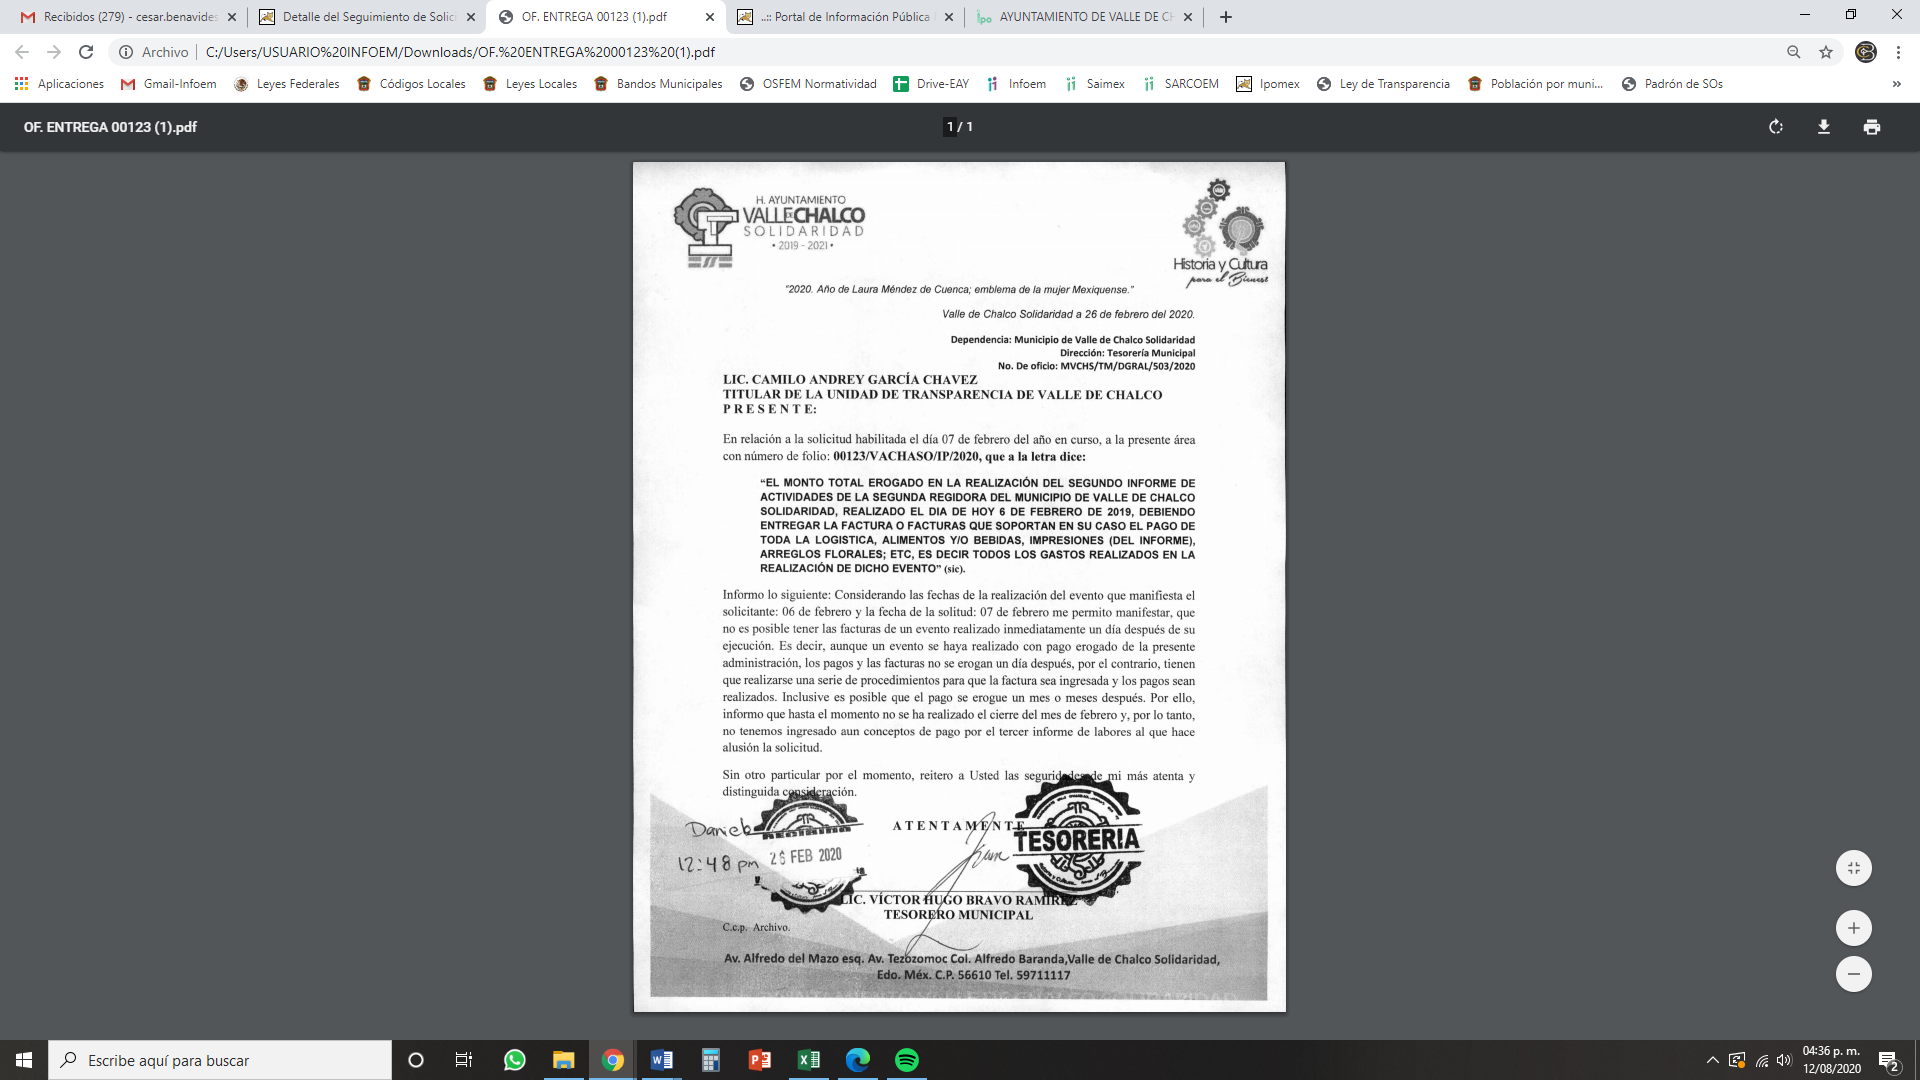 Recibidos (279) - cesar.benavides
Detalle del Seguimiento de Solici
OF. ENTREGA 00123 (1).pdf
..:: Portal de Información Pública
AYUNTAMIENTO DE VALLE DE CH
Archivo | C:/Users/USUARIO%20INFOEM/Downloads/OF.%20ENTREGA%2000123%20(1).pdf
Aplicaciones
Gmail-Infoem
Leyes Federales
Códigos Locales
Leyes Locales
Bandos Municipales
OSFEM Normatividad
Drive-EAY
Infoem
Saimex
SARCOEM
Ipomex
Ley de Transparencia
Población por muni...
Padrón de SOs
»
OF. ENTREGA 00123 (1).pdf
1 / 1
H. AYUNTAMIENTO
VALLE DE CHALCO
SOLIDARIDAD
• 2019 - 2021 •
Historia y Cultura
para el Bienestar
"2020. Año de Laura Méndez de Cuenca; emblema de la mujer Mexiquense."
Valle de Chalco Solidaridad a 26 de febrero del 2020.
Dependencia: Municipio de Valle de Chalco Solidaridad
Dirección: Tesorería Municipal
No. De oficio: MVCHS/TM/DGRAL/503/2020
LIC. CAMILO ANDREY GARCÍA CHAVEZ
TITULAR DE LA UNIDAD DE TRANSPARENCIA DE VALLE DE CHALCO
P R E S E N T E:
En relación a la solicitud habilitada el día 07 de febrero del año en curso, a la presente área
con número de folio: 00123/VACHASO/IP/2020, que a la letra dice:
“EL MONTO TOTAL EROGADO EN LA REALIZACIÓN DEL SEGUNDO INFORME DE
ACTIVIDADES DE LA SEGUNDA REGIDORA DEL MUNICIPIO DE VALLE DE CHALCO
SOLIDARIDAD, REALIZADO EL DIA DE HOY 6 DE FEBRERO DE 2019, DEBIENDO
ENTREGAR LA FACTURA O FACTURAS QUE SOPORTAN EN SU CASO EL PAGO DE
TODA LA LOGISTICA, ALIMENTOS Y/O BEBIDAS, IMPRESIONES (DEL INFORME),
ARREGLOS FLORALES; ETC, ES DECIR TODOS LOS GASTOS REALIZADOS EN LA
REALIZACIÓN DE DICHO EVENTO” (sic).
Informo lo siguiente: Considerando las fechas de la realización del evento que manifiesta el
solicitante: 06 de febrero y la fecha de la solitud: 07 de febrero me permito manifestar, que
no es posible tener las facturas de un evento realizado inmediatamente un día después de su
ejecución. Es decir, aunque un evento se haya realizado con pago erogado de la presente
administración, los pagos y las facturas no se erogan un día después, por el contrario, tienen
que realizarse una serie de procedimientos para que la factura sea ingresada y los pagos sean
realizados. Inclusive es posible que el pago se erogue un mes o meses después. Por ello,
informo que hasta el momento no se ha realizado el cierre del mes de febrero y, por lo tanto,
no tenemos ingresado aun conceptos de pago por el tercer informe de labores al que hace
alusión la solicitud.
Sin otro particular por el momento, reitero a Usted las seguridades de mi más atenta y
distinguida consideración.
A T E N T A M E N T E
TESORERIA
RECIBIDO
26 FEB 2020
12:48 pm
LIC. VÍCTOR HUGO BRAVO RAMIREZ
TESORERO MUNICIPAL
C.c.p. Archivo.
Av. Alfredo del Mazo esq. Av. Tezozomoc Col. Alfredo Baranda,Valle de Chalco Solidaridad,
Edo. Méx. C.P. 56610 Tel. 59711117
Escribe aquí para buscar
04:36 p. m.
12/08/2020
2